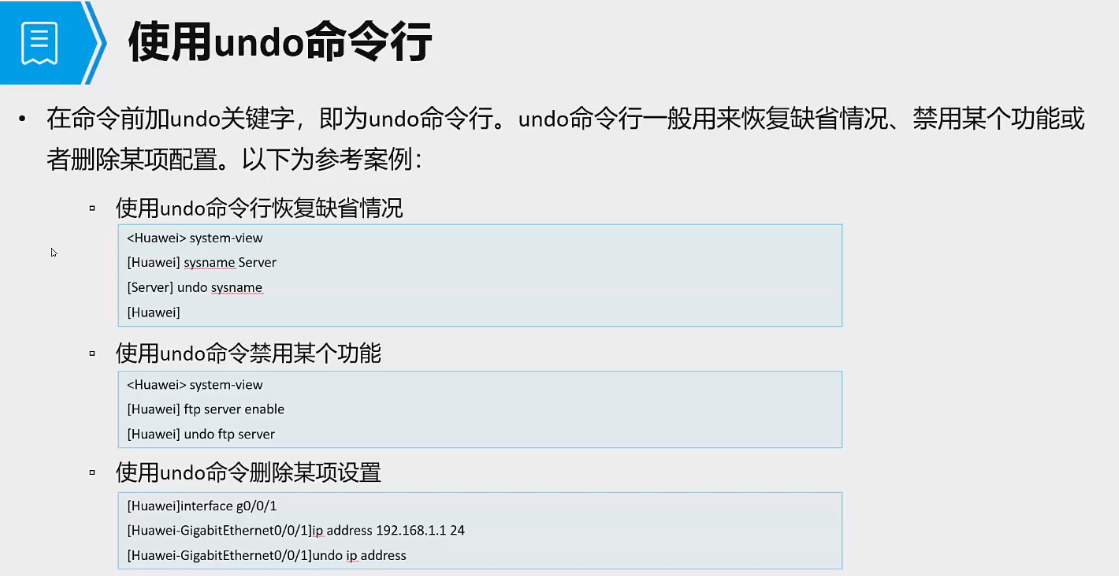 使用undo命令行
• 在命令前加undo关键字，即为undo命令行。undo命令行一般用来恢复缺省情况、禁用某个功能或
者删除某项配置。以下为参考案例：
▫ 使用undo命令行恢复缺省情况
<Huawei> system-view
[Huawei] sysname Server
[Server] undo sysname
[Huawei]
▫ 使用undo命令禁用某个功能
<Huawei> system-view
[Huawei] ftp server enable
[Huawei] undo ftp server
▫ 使用undo命令删除某项设置
[Huawei]interface g0/0/1
[Huawei-GigabitEthernet0/0/1]ip address 192.168.1.1 24
[Huawei-GigabitEthernet0/0/1]undo ip address